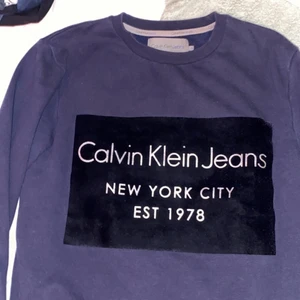 Calvin Klein Jeans
NEW YORK CITY
EST 1978